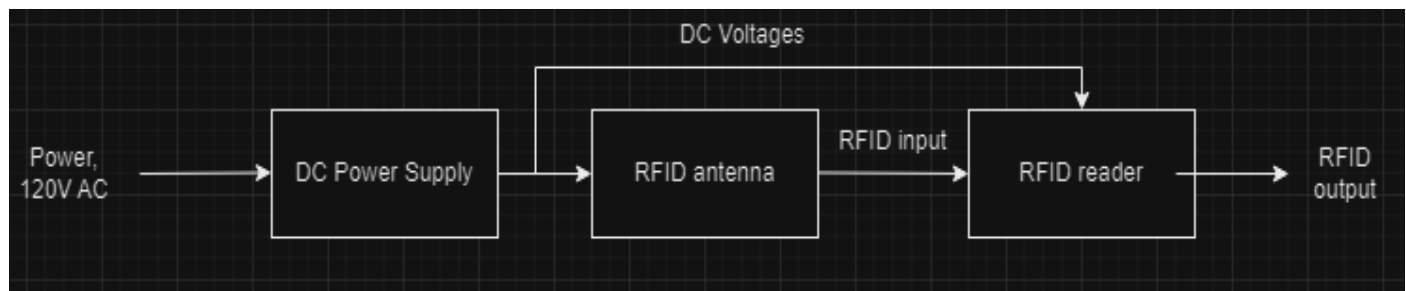 DC Voltages
Power,
120V AC
DC Power Supply
RFID antenna
RFID input
RFID reader
RFID
output